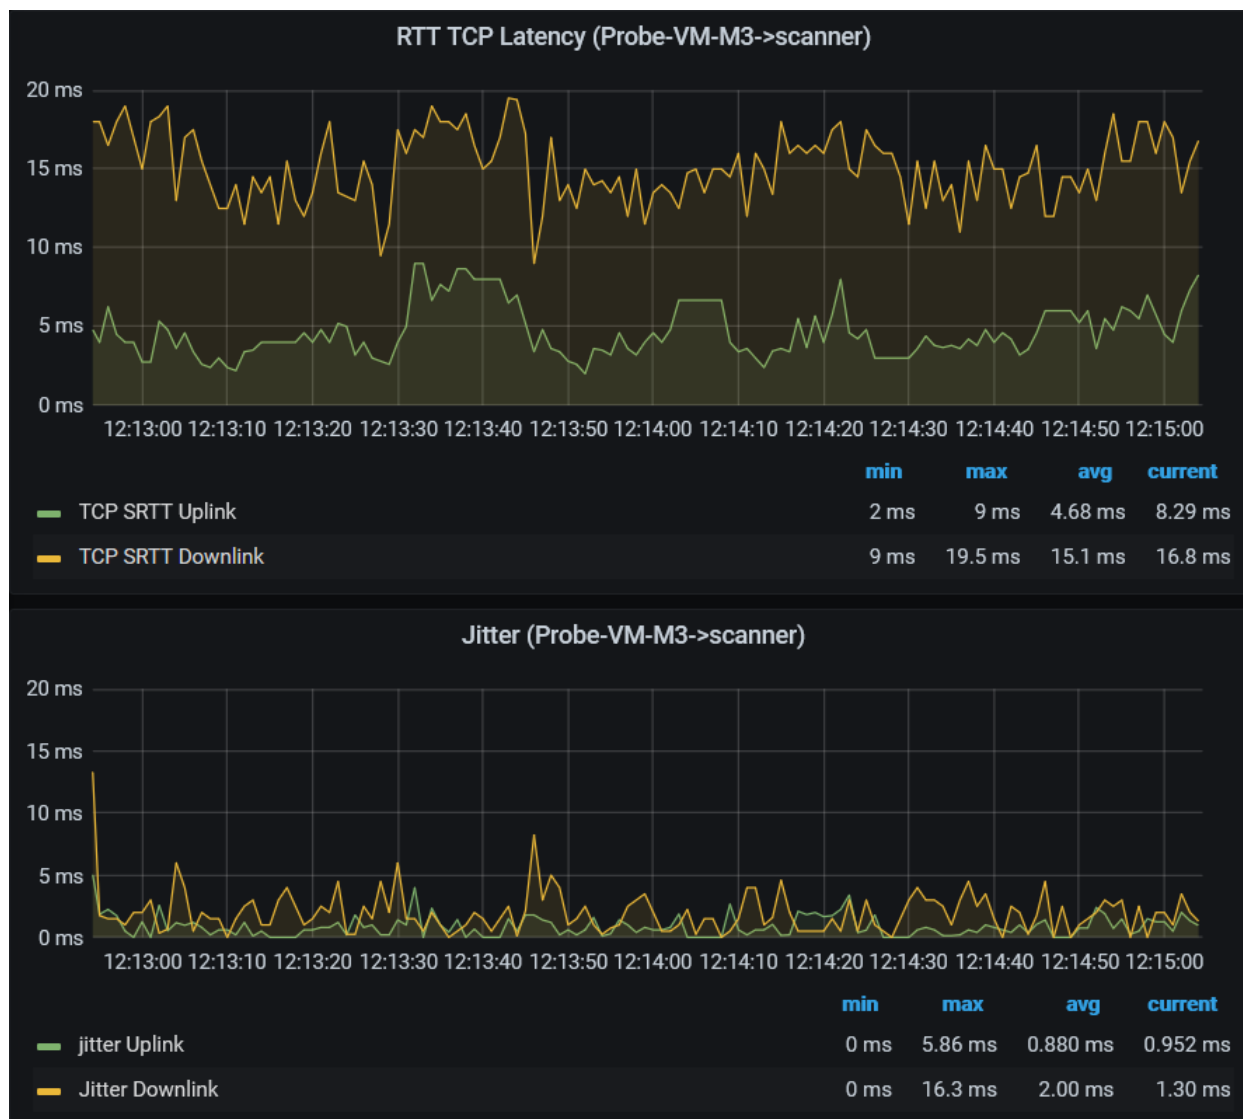 RTT TCP Latency (Probe-VM-M3->scanner)
20 ms
15 ms
10 ms
5 ms
0 ms
12:13:00 12:13:10 12:13:20 12:13:30 12:13:40 12:13:50 12:14:00 12:14:10 12:14:20 12:14:30 12:14:40 12:14:50 12:15:00
min max avg current
TCP SRTT Uplink 2 ms 9 ms 4.68 ms 8.29 ms
TCP SRTT Downlink 9 ms 19.5 ms 15.1 ms 16.8 ms
Jitter (Probe-VM-M3->scanner)
20 ms
15 ms
10 ms
5 ms
0 ms
12:13:00 12:13:10 12:13:20 12:13:30 12:13:40 12:13:50 12:14:00 12:14:10 12:14:20 12:14:30 12:14:40 12:14:50 12:15:00
min max avg current
jitter Uplink 0 ms 5.86 ms 0.880 ms 0.952 ms
Jitter Downlink 0 ms 16.3 ms 2.00 ms 1.30 ms